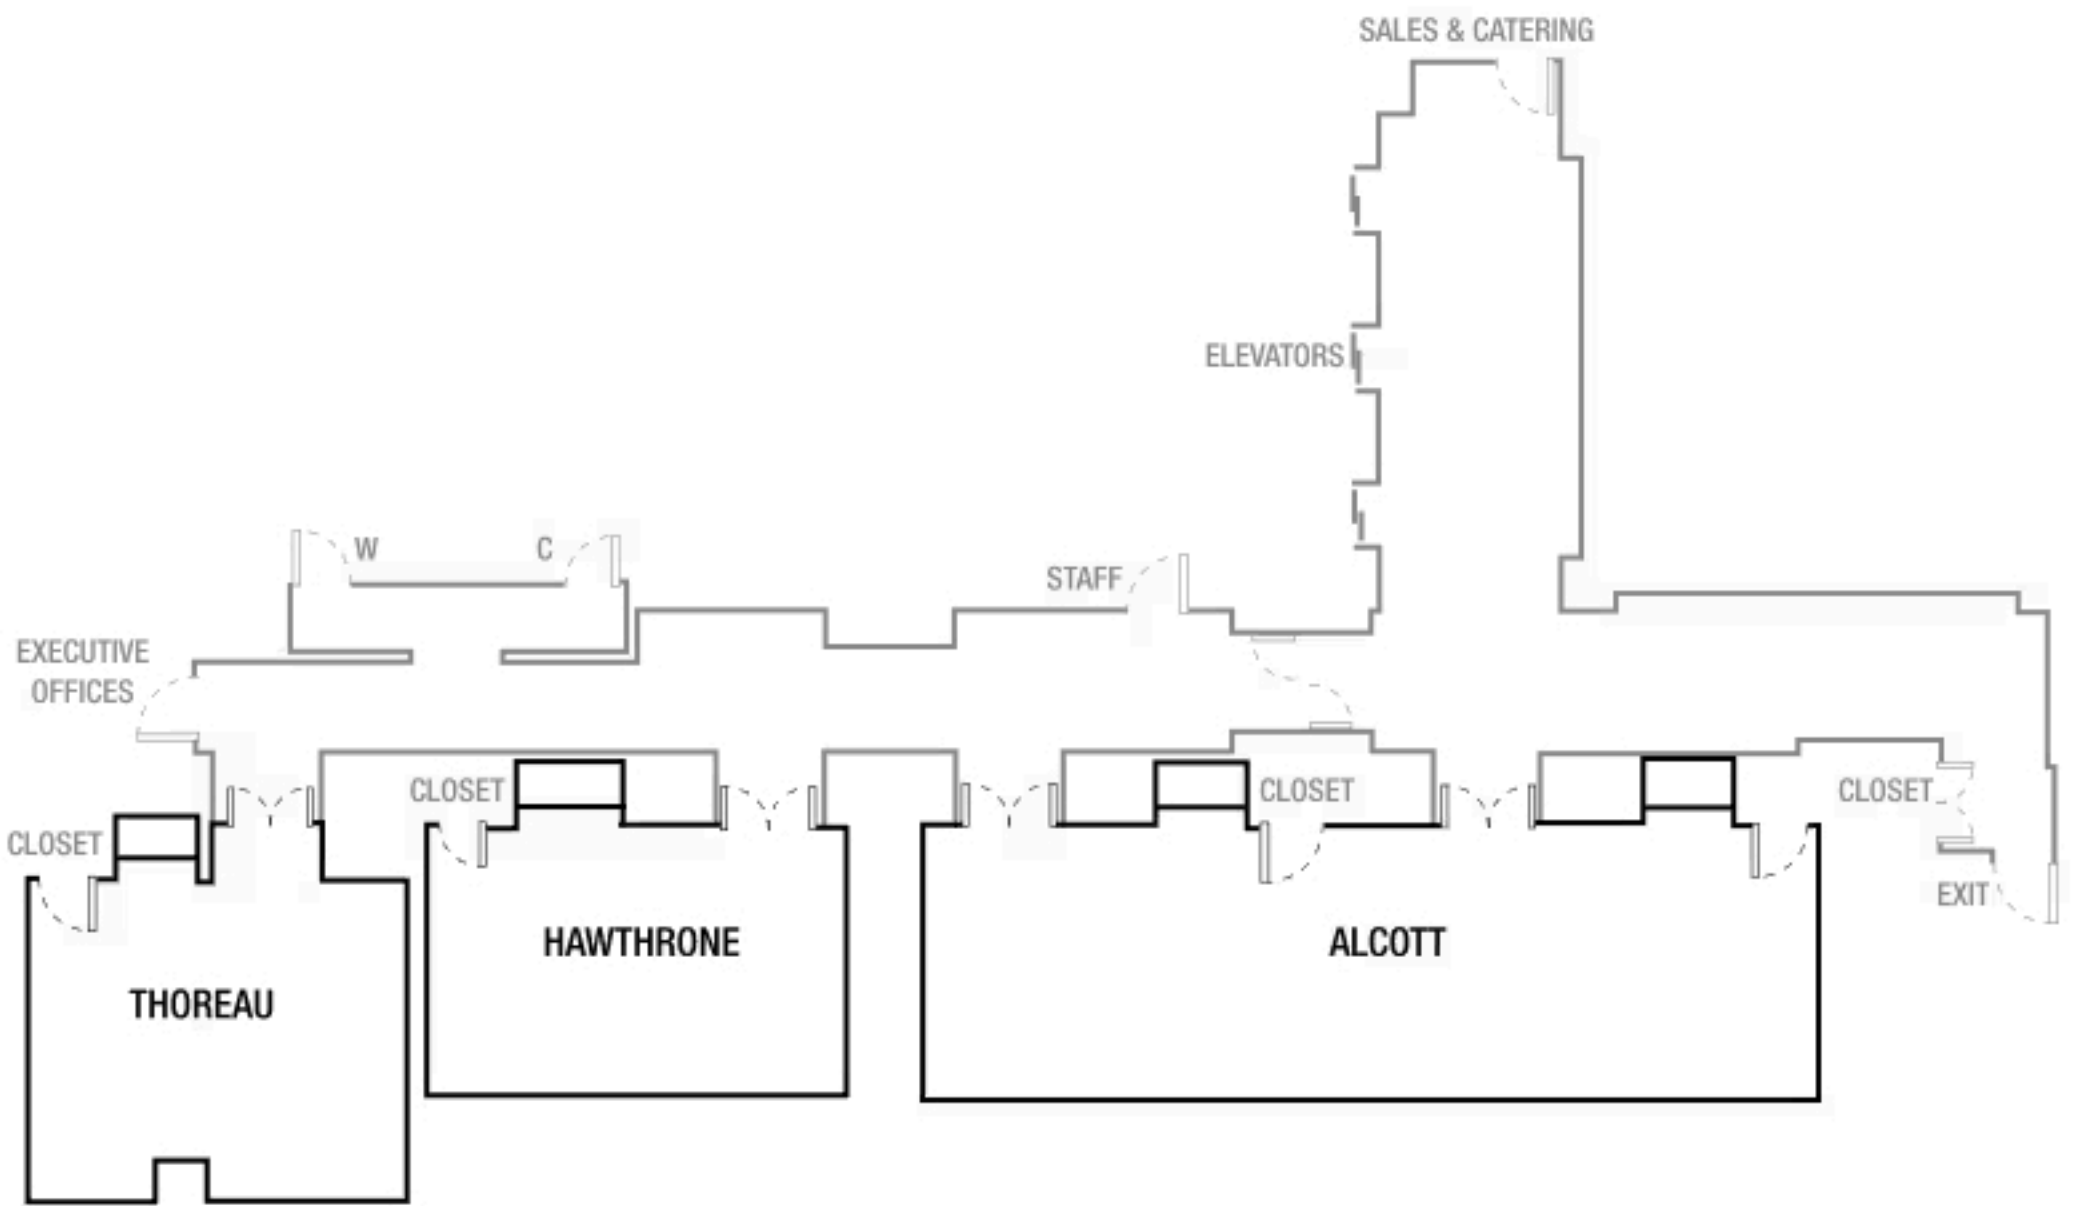 SALES & CATERING
ELEVATORS
W C
STAFF
EXECUTIVE
OFFICES
CLOSET
CLOSET
CLOSET
CLOSET
EXIT
HAWTHRONE
ALCOTT
THOREAU